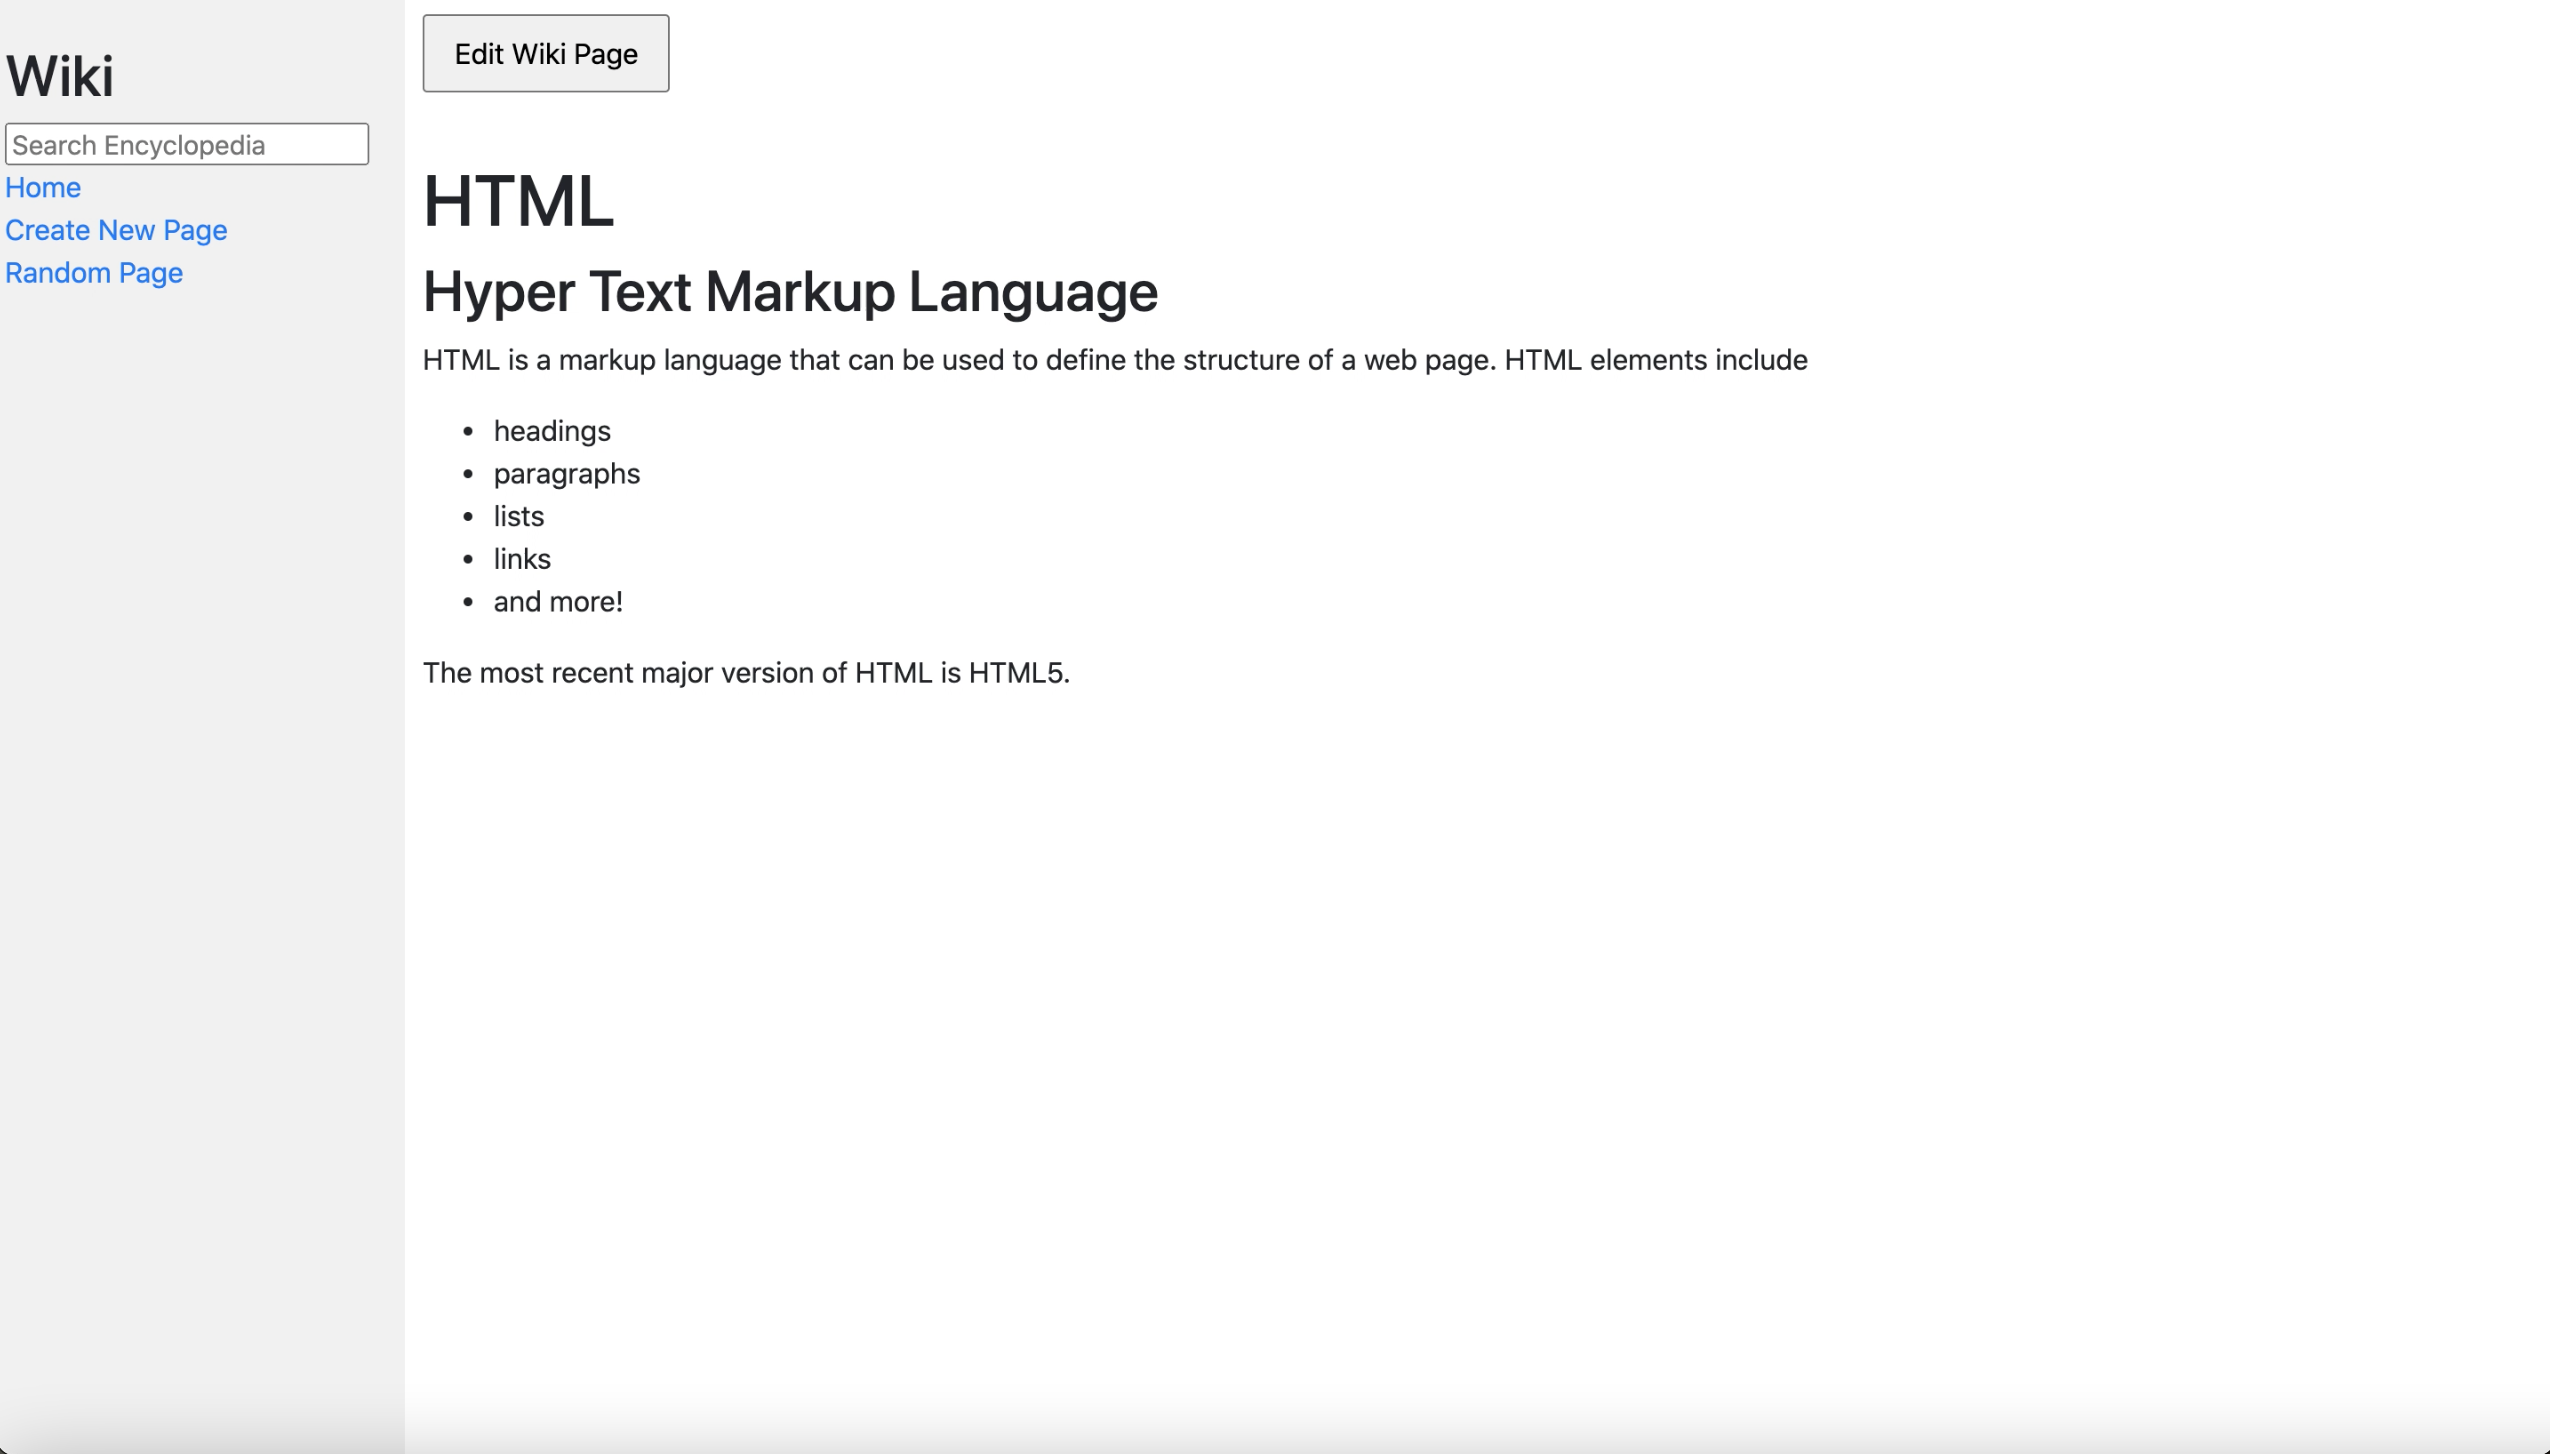 Wiki
Search Encyclopedia
Home
Create New Page
Random Page
Edit Wiki Page
HTML
Hyper Text Markup Language
HTML is a markup language that can be used to define the structure of a web page. HTML elements include
• headings
• paragraphs
• lists
• links
• and more!
The most recent major version of HTML is HTML5.